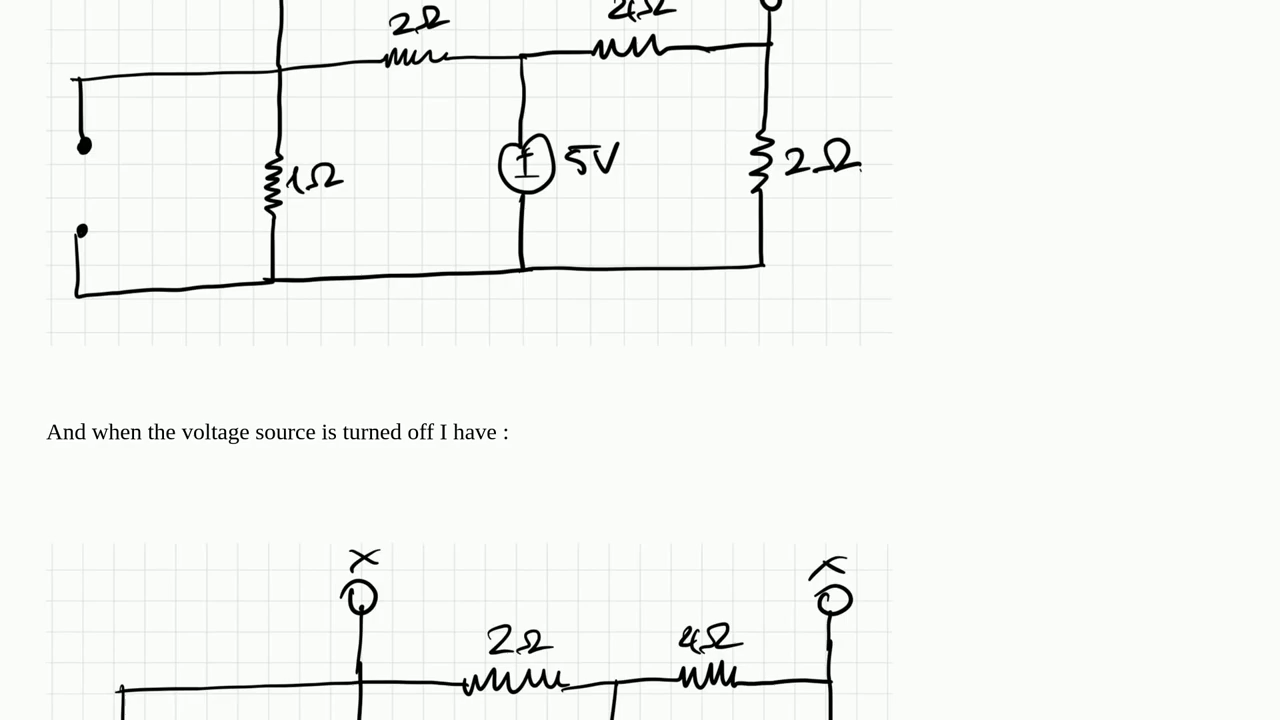 2Ω
4Ω
1Ω
5V
2Ω
And when the voltage source is turned off I have :
X
X
2Ω
4Ω